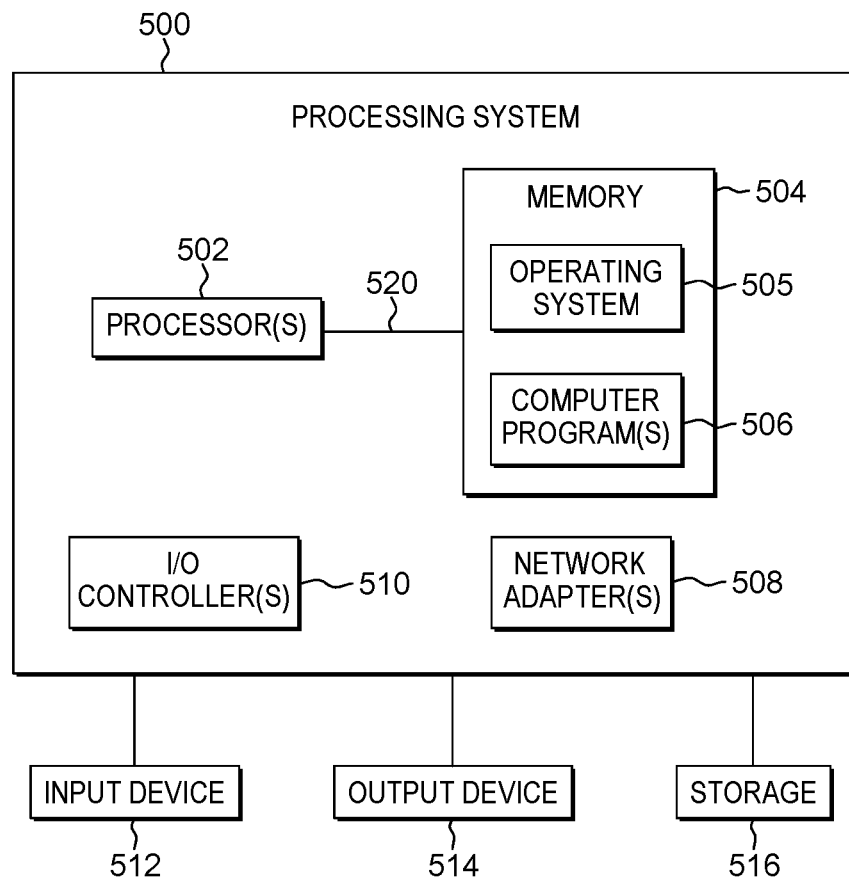 500
PROCESSING SYSTEM
MEMORY
504
502
520
OPERATING
SYSTEM
505
PROCESSOR(S)
COMPUTER
PROGRAM(S)
506
I/O
CONTROLLER(S)
510
NETWORK
ADAPTER(S)
508
INPUT DEVICE
OUTPUT DEVICE
STORAGE
512
514
516